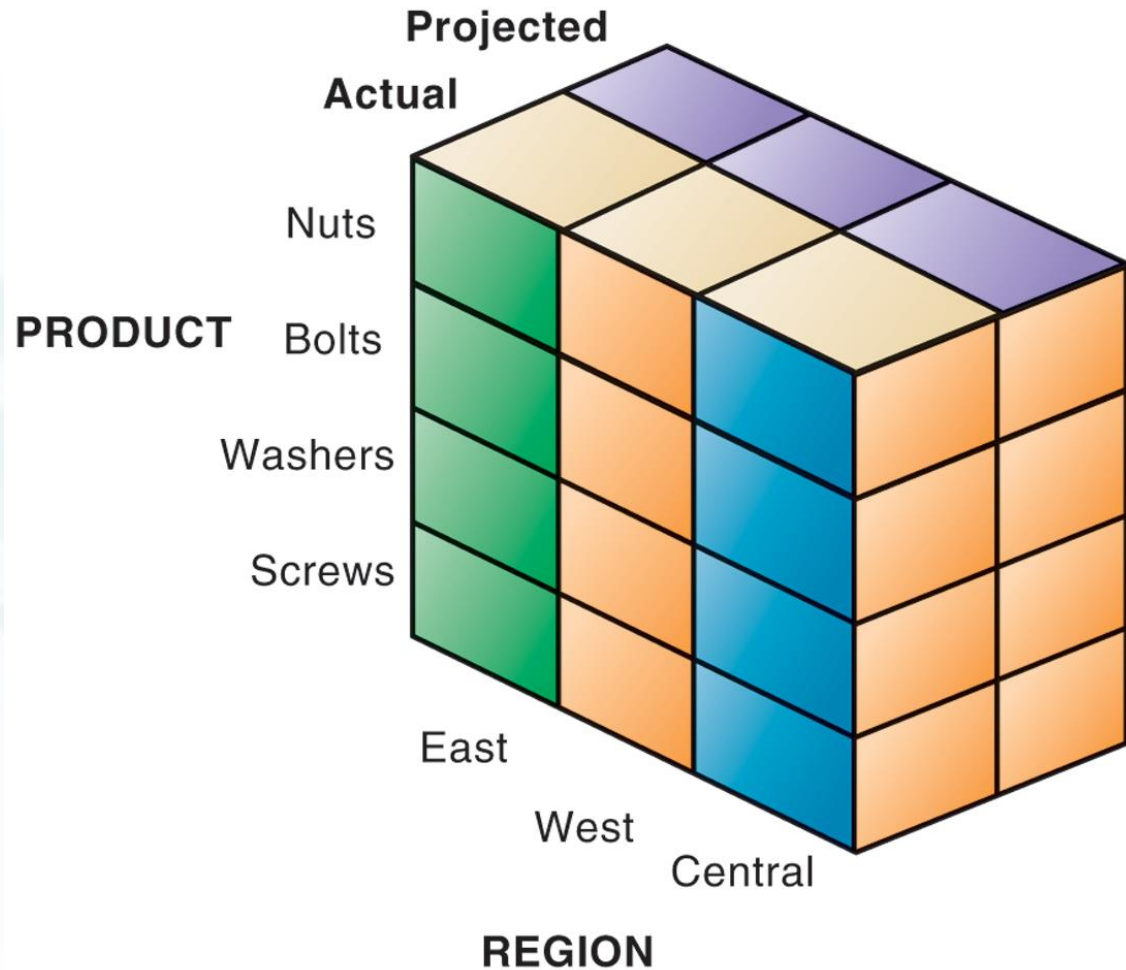 Projected
Actual
Nuts
PRODUCT
Bolts
Washers
Screws
East
West
Central
REGION